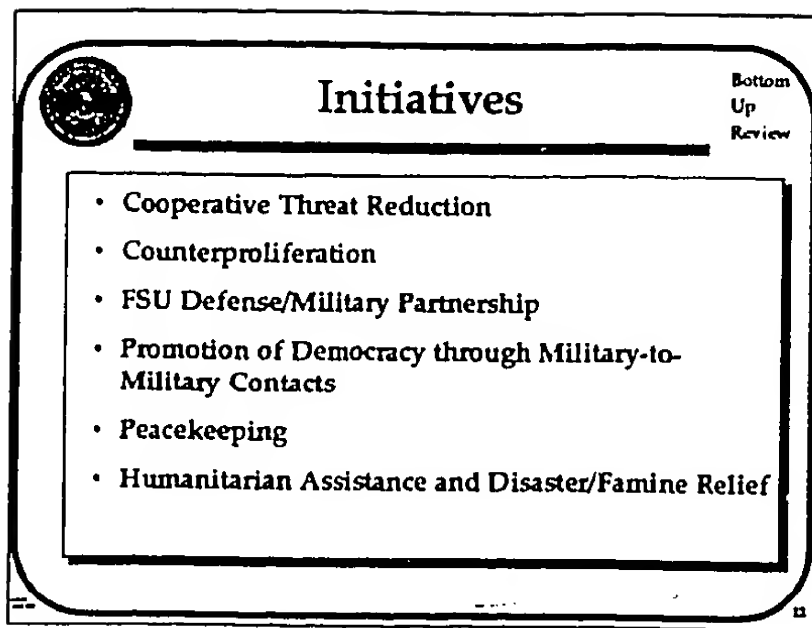 Initiatives
Bottom
Up
Review
• Cooperative Threat Reduction
• Counterproliferation
• FSU Defense/Military Partnership
• Promotion of Democracy through Military-to-
Military Contacts
• Peacekeeping
• Humanitarian Assistance and Disaster/Famine Relief